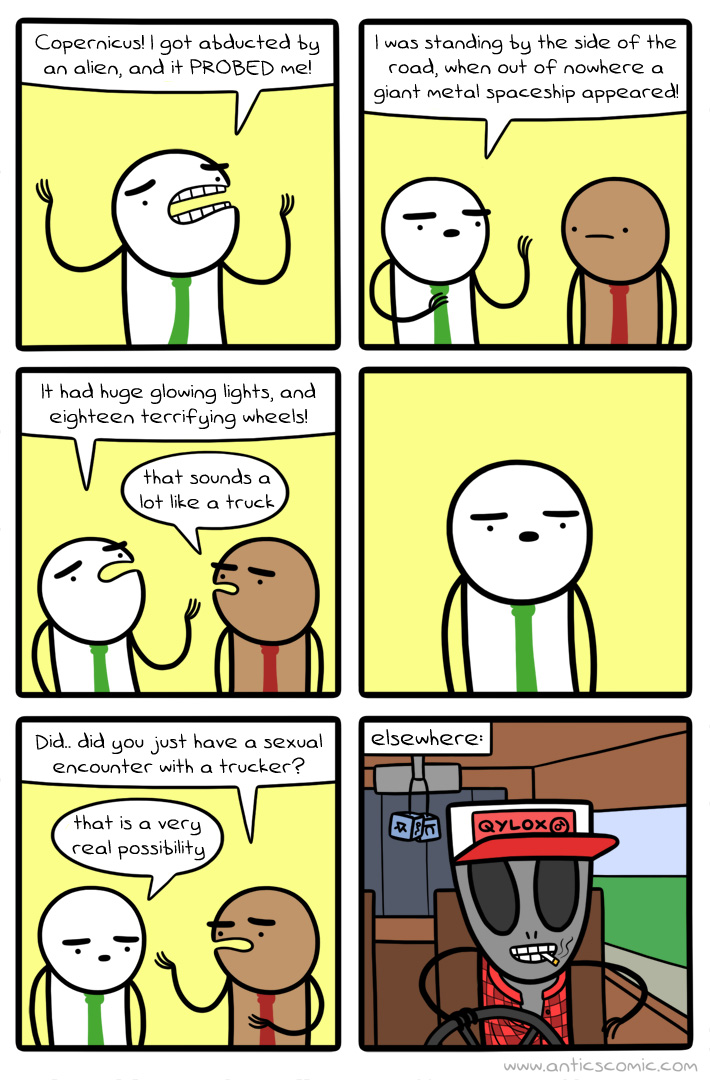 Copernicus! I got abducted by
an alien, and it PROBED me!
I was standing by the side of the
road, when out of nowhere a
giant metal spaceship appeared!
It had huge glowing lights, and
eighteen terrifying wheels!
that sounds a
lot like a truck
Did.. did you just have a sexual
encounter with a trucker?
that is a very
real possibility
elsewhere:
QYLOX
www.anticscomic.com